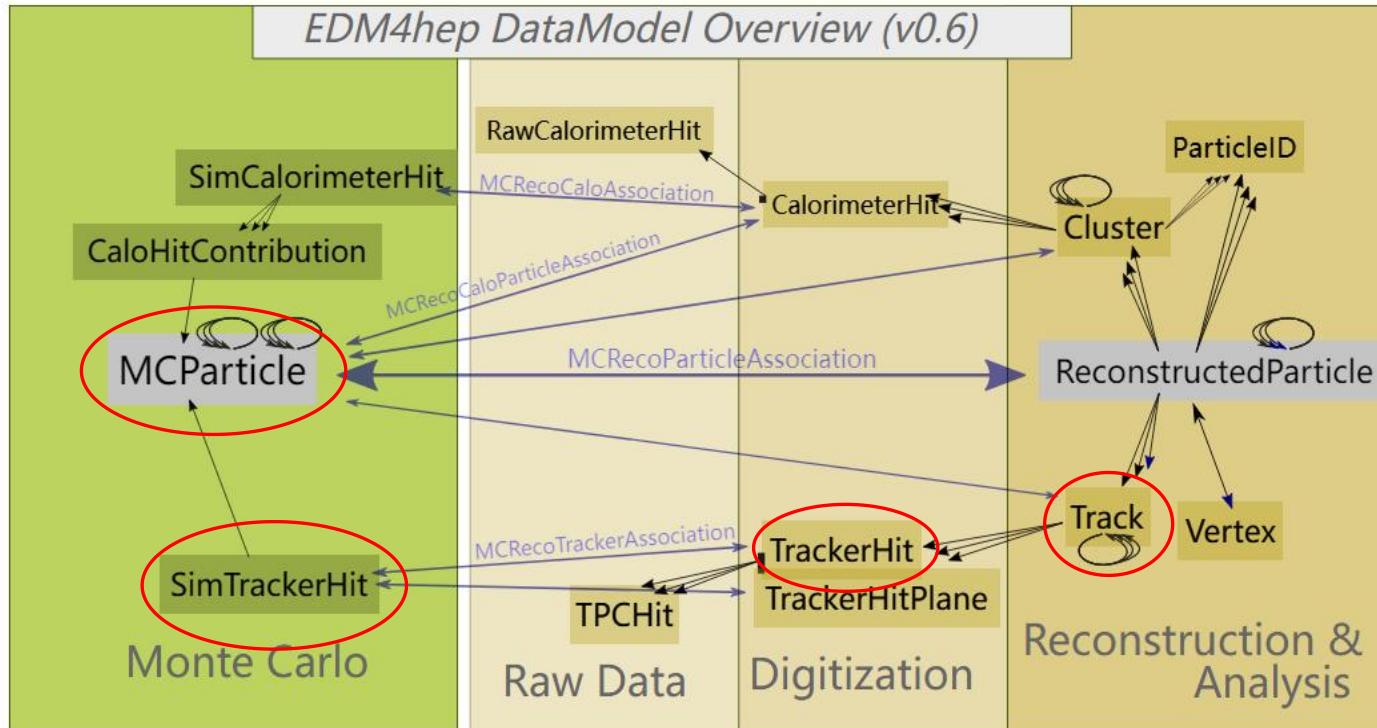 EDM4hep DataModel Overview (v0.6)
RawCalorimeterHit
ParticleID
SimCalorimeterHit
MCRecoCaloAssociation
CalorimeterHit
Cluster
CaloHitContribution
MCRecoCaloParticleAssociation
MCParticle
MCRecoParticleAssociation
ReconstructedParticle
MCRecoTrackerAssociation
TrackerHit
Track
Vertex
SimTrackerHit
TPCHit
TrackerHitPlane
Monte Carlo
Raw Data
Digitization
Reconstruction &
Analysis